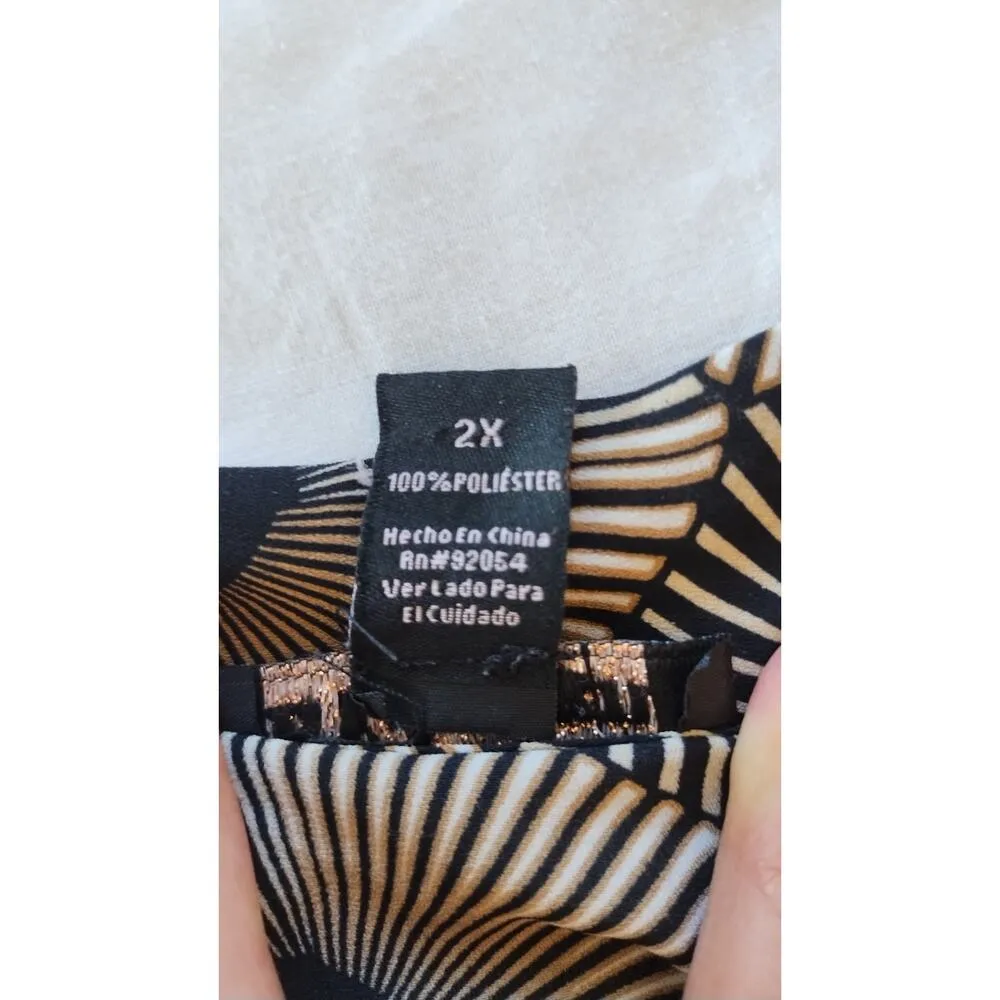 2X
100%POLIÉSTER
Hecho En China
Rn#92054
Ver Lado Para
El Cuidado